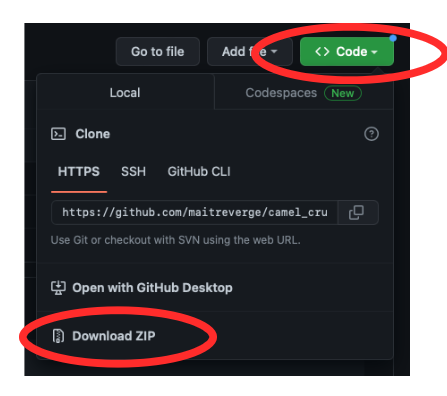 Go to file Add file <> Code
Local Codespaces New
Clone
HTTPS SSH GitHub CLI
https://github.com/maitreverge/camel_cru
Use Git or checkout with SVN using the web URL.
Open with GitHub Desktop
Download ZIP